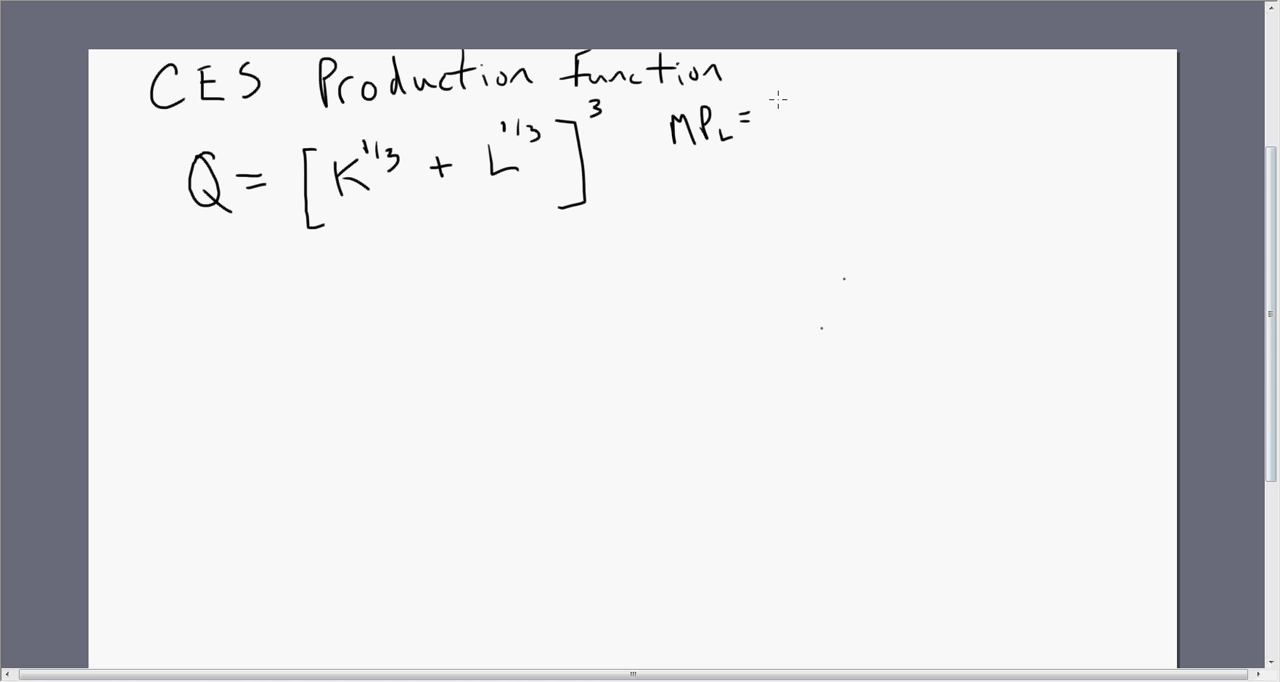 CES Production Function
Q = [K^1/3 + L^1/3]^3
MP_L =